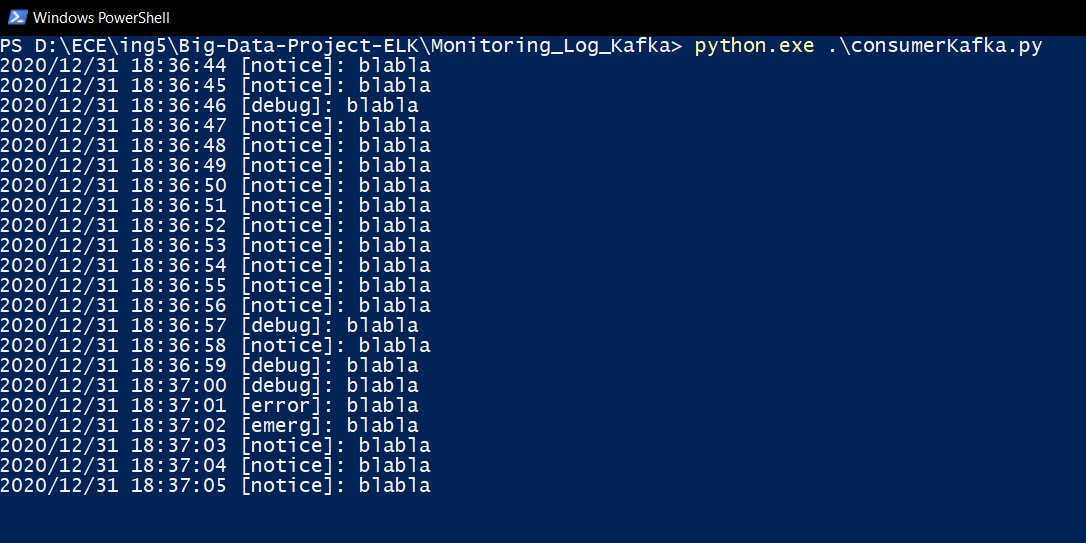 Windows PowerShell
PS D:\ECE\ing5\Big-Data-Project-ELK\Monitoring_Log_Kafka> python.exe .\consumerKafka.py
2020/12/31 18:36:44 [notice]: blabla
2020/12/31 18:36:45 [notice]: blabla
2020/12/31 18:36:46 [debug]: blabla
2020/12/31 18:36:47 [notice]: blabla
2020/12/31 18:36:48 [notice]: blabla
2020/12/31 18:36:49 [notice]: blabla
2020/12/31 18:36:50 [notice]: blabla
2020/12/31 18:36:51 [notice]: blabla
2020/12/31 18:36:52 [notice]: blabla
2020/12/31 18:36:53 [notice]: blabla
2020/12/31 18:36:54 [notice]: blabla
2020/12/31 18:36:55 [notice]: blabla
2020/12/31 18:36:56 [notice]: blabla
2020/12/31 18:36:57 [debug]: blabla
2020/12/31 18:36:58 [notice]: blabla
2020/12/31 18:36:59 [debug]: blabla
2020/12/31 18:37:00 [debug]: blabla
2020/12/31 18:37:01 [error]: blabla
2020/12/31 18:37:02 [emerg]: blabla
2020/12/31 18:37:03 [notice]: blabla
2020/12/31 18:37:04 [notice]: blabla
2020/12/31 18:37:05 [notice]: blabla